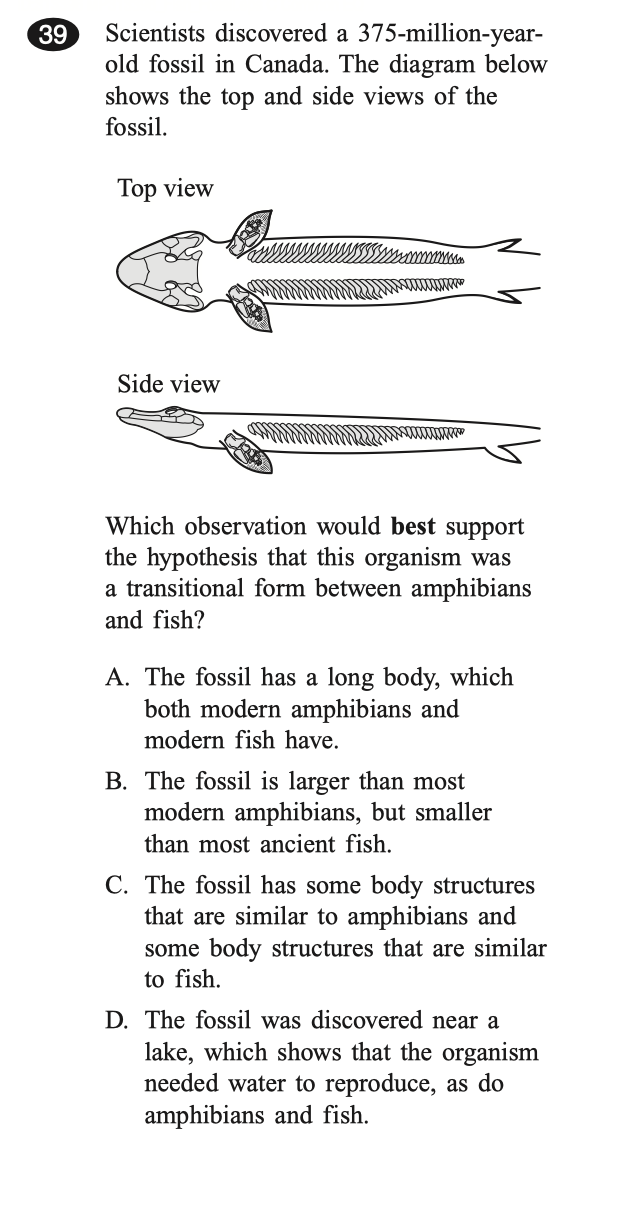 39 Scientists discovered a 375-million-year-
old fossil in Canada. The diagram below
shows the top and side views of the
fossil.
Top view
Side view
Which observation would best support
the hypothesis that this organism was
a transitional form between amphibians
and fish?
A. The fossil has a long body, which
both modern amphibians and
modern fish have.
B. The fossil is larger than most
modern amphibians, but smaller
than most ancient fish.
C. The fossil has some body structures
that are similar to amphibians and
some body structures that are similar
to fish.
D. The fossil was discovered near a
lake, which shows that the organism
needed water to reproduce, as do
amphibians and fish.